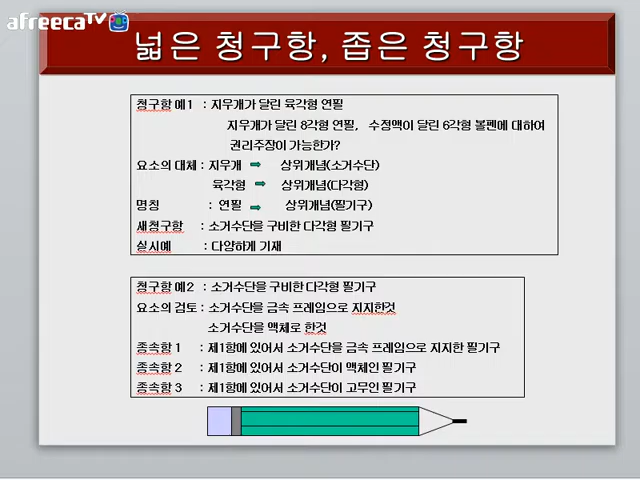 afreecaTV
넓은 청구항, 좁은 청구항
청구항 예1 : 지우개가 달린 육각형 연필
지우개가 달린 8각형 연필, 수정액이 달린 6각형 볼펜에 대하여
권리주장이 가능한가?
요소의 대체 : 지우개 ➡ 상위개념(소거수단)
육각형 ➡ 상위개념(다각형)
명칭 : 연필 ➡ 상위개념(필기구)
새청구항 : 소거수단을 구비한 다각형 필기구
실시예 : 다양하게 기재
청구항 예2 : 소거수단을 구비한 다각형 필기구
요소의 검토 : 소거수단을 금속 프레임으로 지지한것
소거수단을 액체로 한것
종속항 1 : 제1항에 있어서 소거수단을 금속 프레임으로 지지한 필기구
종속항 2 : 제1항에 있어서 소거수단이 액체인 필기구
종속항 3 : 제1항에 있어서 소거수단이 고무인 필기구